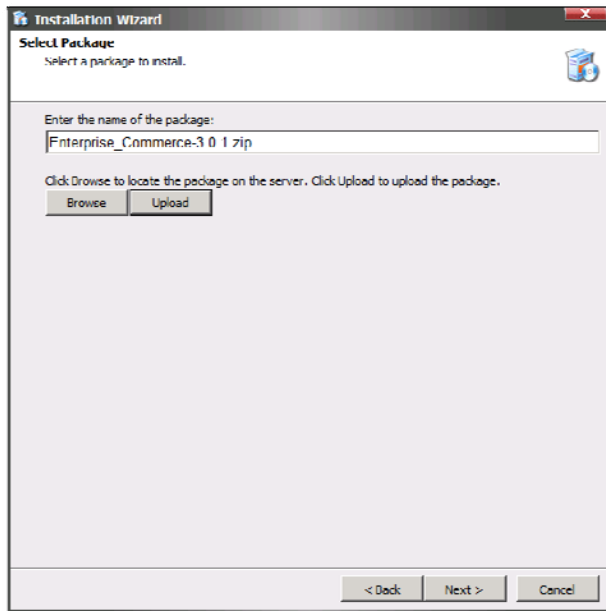 Installation Wizard
Select Package
Select a package to install.
Enter the name of the package:
Enterprise_Commerce-3.0.1.zip
Click Browse to locate the package on the server. Click Upload to upload the package.
Browse
Upload
< Back
Next >
Cancel